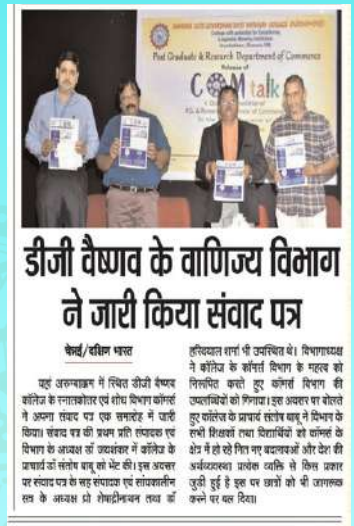 Post Graduate & Research Department of Commerce
Release of
COMtalk
डीजी वैष्णव के वाणिज्य विभाग
ने जारी किया संवाद पत्र
चेन्नई/दक्षिण भारत
यहां अरुम्बाक्कम में स्थित डीजी वैष्णव
कॉलेज के स्नातकोत्तर एवं शोध विभाग कॉमर्स
ने अपना संवाद पत्र एक समारोह में जारी
किया। संवाद पत्र की प्रथम प्रति संपादक एवं
विभाग के अध्यक्ष डॉ जयशंकर में कॉलेज के
प्राचार्य डॉ संतोष बाबू को भेंट की। इस अवसर
पर संवाद पत्र के सह संपादक एवं सांयकालीन
सत्र के अध्यक्ष प्रो शेषाद्रीनाथन तथा डॉ
हरिदयाल शर्मा भी उपस्थित थे। विभागाध्यक्ष
ने कॉलेज के कॉमर्स विभाग के महत्व को
निरूपित करते हुए कॉमर्स विभाग की
उपलब्धियों को गिनाया। इस अवसर पर बोलते
हुए कॉलेज के प्राचार्य संतोष बाबू ने विभाग के
सभी शिक्षकों तथा विद्यार्थियों को कॉमर्स के
क्षेत्र में हो रहे नित नए बदलावओं और देश की
अर्थव्यवस्था प्रत्येक व्यक्ति से किस प्रकार
जुडी हुई है इस पर छात्रों को भी जागरूक
करने पर बल दिया।